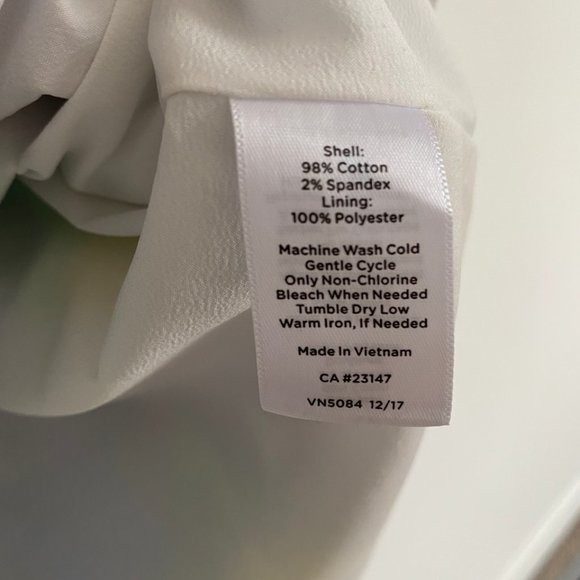 Shell:
98% Cotton
2% Spandex
Lining:
100% Polyester
Machine Wash Cold
Gentle Cycle
Only Non-Chlorine
Bleach When Needed
Tumble Dry Low
Warm Iron, If Needed
Made In Vietnam
CA #23147
VN5084 12/17